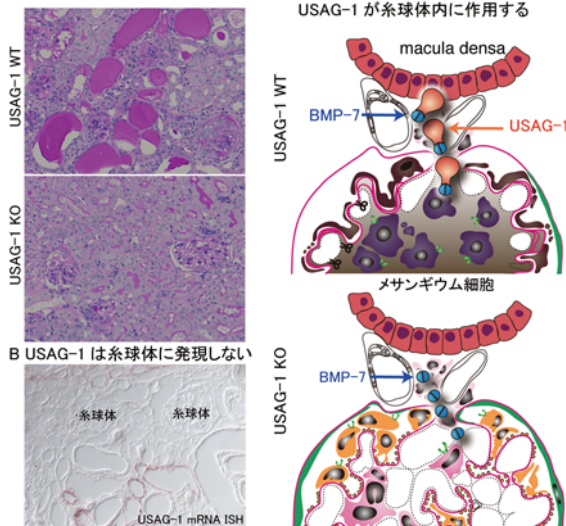 USAG-1 WT
USAG-1 KO
B USAG-1 は糸球体に発現しない
糸球体
糸球体
USAG-1 mRNA ISH
USAG-1 が糸球体内に作用する
USAG-1 WT
macula densa
BMP-7
USAG-1
メサンギウム細胞
USAG-1 KO
BMP-7